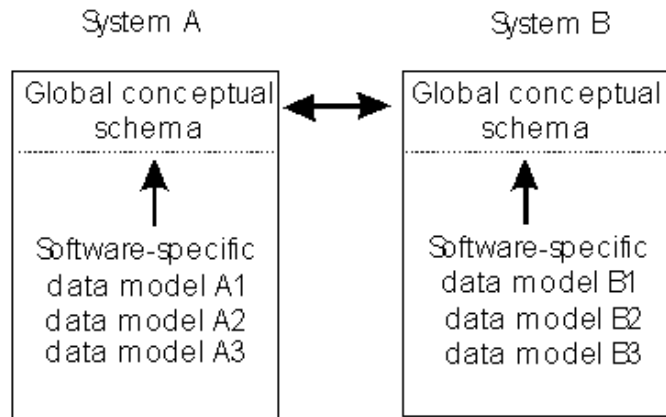 System A
System B
Global conceptual
schema
Global conceptual
schema
Software-specific
data model A1
data model A2
data model A3
Software-specific
data model B1
data model B2
data model B3